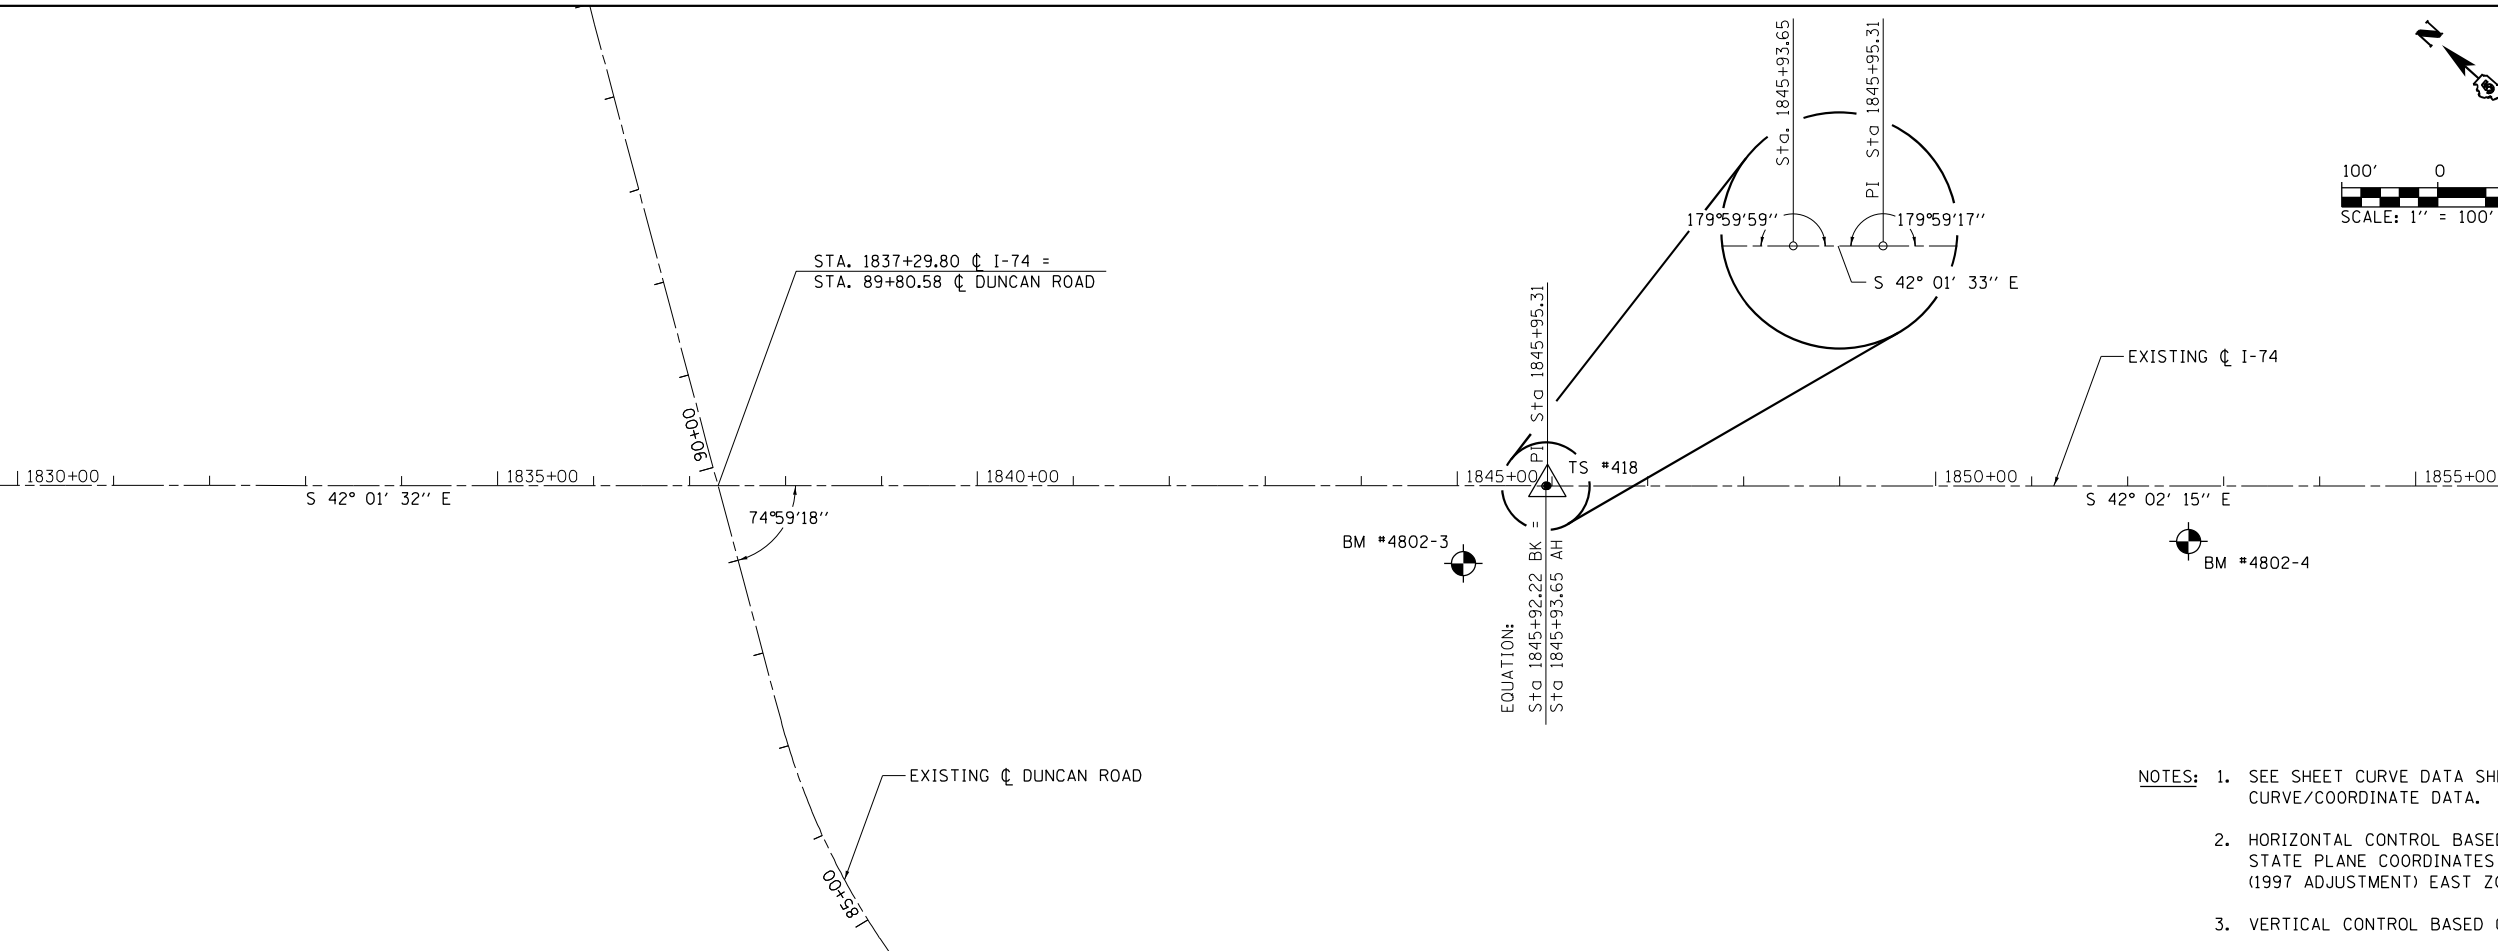 N
Sta. 1845+93.65
PI Sta 1845+95.31
100' 0
SCALE: 1'' = 100'
179°59'59''
179°59'17''
S 42° 01' 33'' E
STA. 1837+29.80 ℄ I-74 =
STA. 89+80.58 ℄ DUNCAN ROAD
PI Sta 1845+95.31
EXISTING ℄ I-74
90+00
1830+00
1835+00
1840+00
1845+00
TS #418
1850+00
1855+00
S 42° 01' 32'' E
S 42° 02' 15'' E
74°59'18''
BM #4802-3
BM #4802-4
EQUATION:
Sta 1845+92.22 BK =
Sta 1845+93.65 AH
EXISTING ℄ DUNCAN ROAD
85+00
NOTES: 1. SEE SHEET CURVE DATA
CURVE/COORDINATE DATA.
2. HORIZONTAL CONTROL BASED
STATE PLANE COORDINATES
(1997 ADJUSTMENT) EAST
3. VERTICAL CONTROL BASED